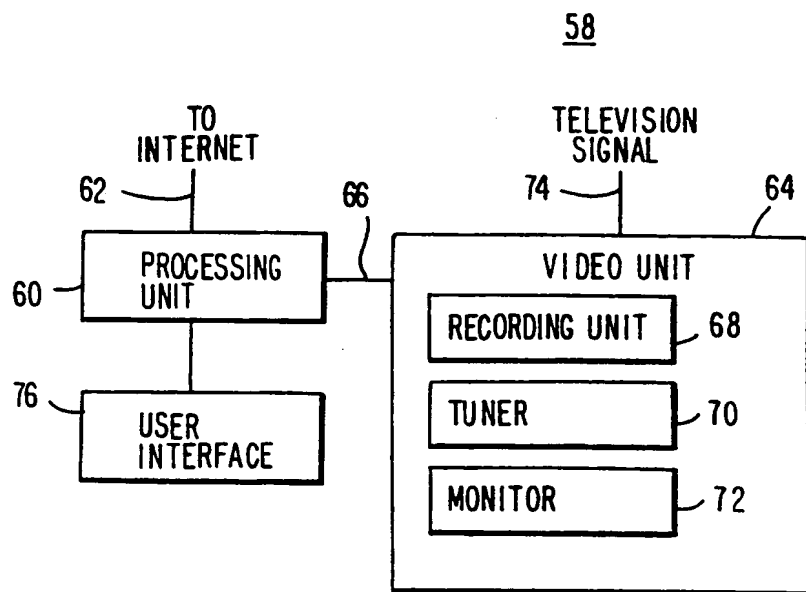 58
TO
INTERNET
TELEVISION
SIGNAL
62
66
74
64
60
PROCESSING
UNIT
VIDEO UNIT
RECORDING UNIT
68
76
USER
INTERFACE
TUNER
70
MONITOR
72